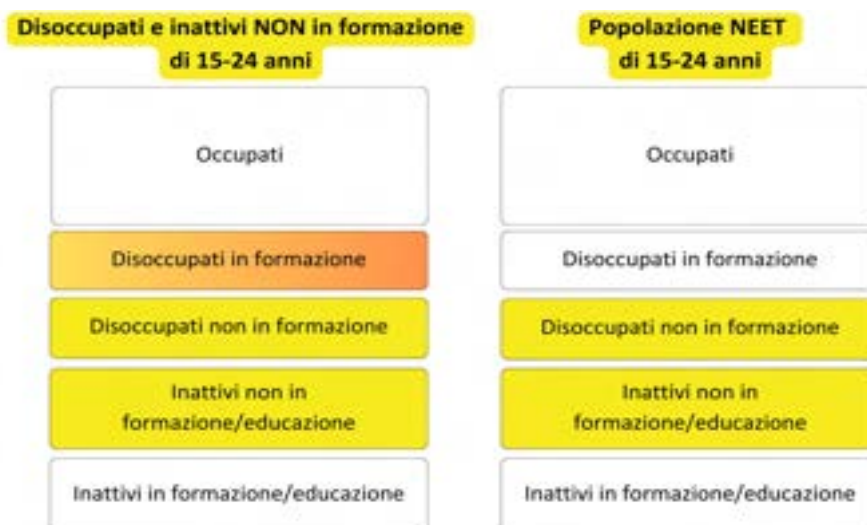 Disoccupati e inattivi NON in formazione
di 15-24 anni
Occupati
Disoccupati in formazione
Disoccupati non in formazione
Inattivi non in
formazione/educazione
Inattivi in formazione/educazione
Popolazione NEET
di 15-24 anni
Occupati
Disoccupati in formazione
Disoccupati non in formazione
Inattivi non in
formazione/educazione
Inattivi in formazione/educazione